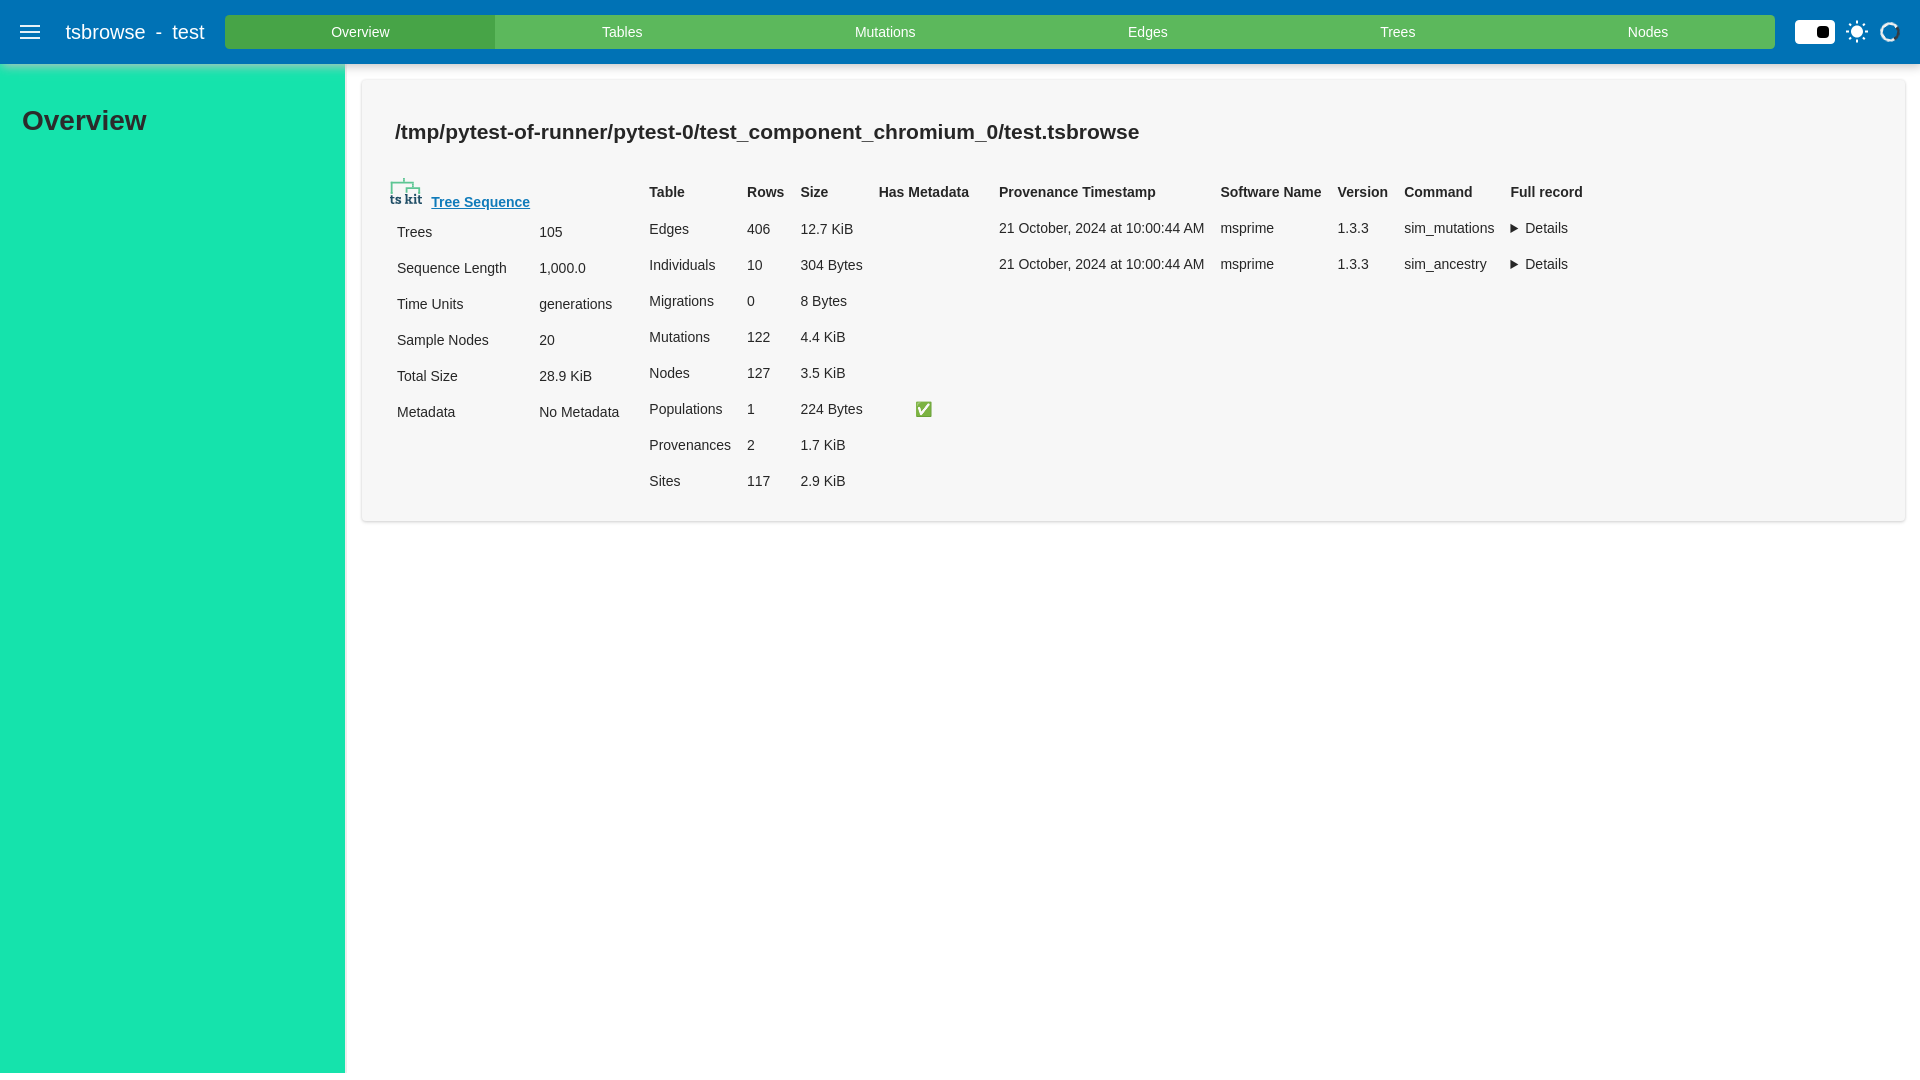 tsbrowse - test
Overview Tables Mutations Edges Trees Nodes
Overview
/tmp/pytest-of-runner/pytest-0/test_component_chromium_0/test.tsbrowse
ts kit Tree Sequence
Trees 105
Sequence Length 1,000.0
Time Units generations
Sample Nodes 20
Total Size 28.9 KiB
Metadata No Metadata
Table Rows Size Has Metadata
Edges 406 12.7 KiB
Individuals 10 304 Bytes
Migrations 0 8 Bytes
Mutations 122 4.4 KiB
Nodes 127 3.5 KiB
Populations 1 224 Bytes ✅
Provenances 2 1.7 KiB
Sites 117 2.9 KiB
Provenance Timestamp Software Name Version Command Full record
21 October, 2024 at 10:00:44 AM msprime 1.3.3 sim_mutations ▶ Details
21 October, 2024 at 10:00:44 AM msprime 1.3.3 sim_ancestry ▶ Details